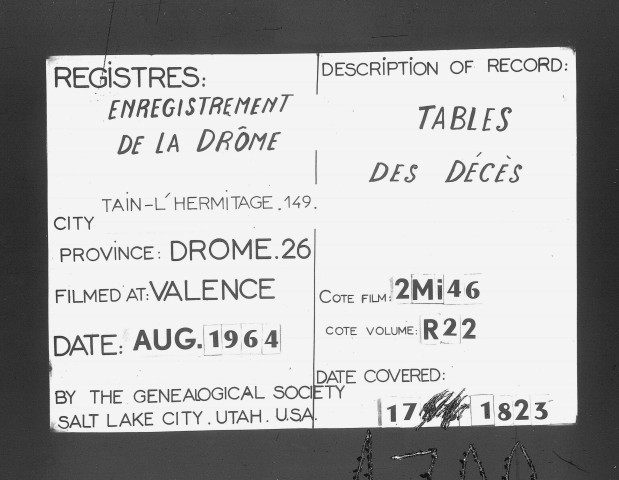 REGISTRES:
ENREGISTREMENT
DE LA DRÔME
TAIN-L'HERMITAGE.149.
CITY
PROVINCE: DROME.26
FILMED AT: VALENCE
DATE: AUG. 1964
BY THE GENEALOGICAL SOCIETY
SALT LAKE CITY. UTAH. U.S.A.
DESCRIPTION OF RECORD:
TABLES
DES DÉCÈS
COTE FILM: 2Mi46
COTE VOLUME: R22
DATE COVERED:
17 1823